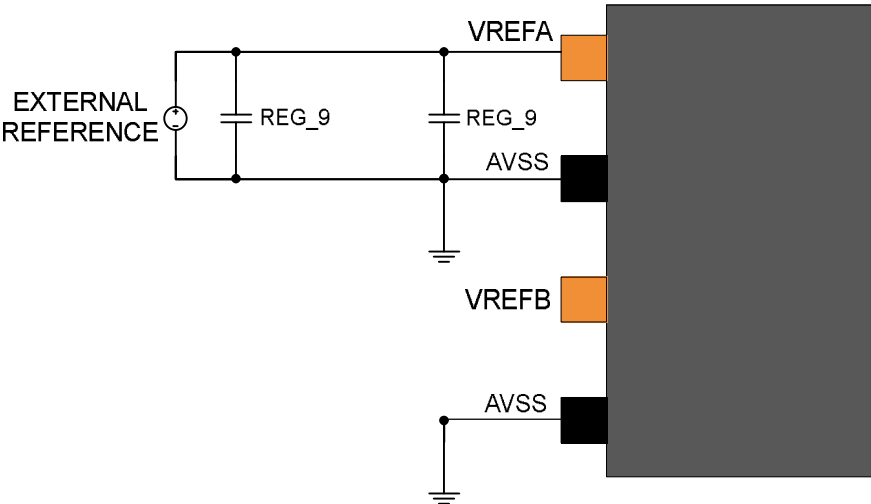 VREFA
EXTERNAL
REFERENCE
+
-
REG_9
REG_9
AVSS
VREFB
AVSS